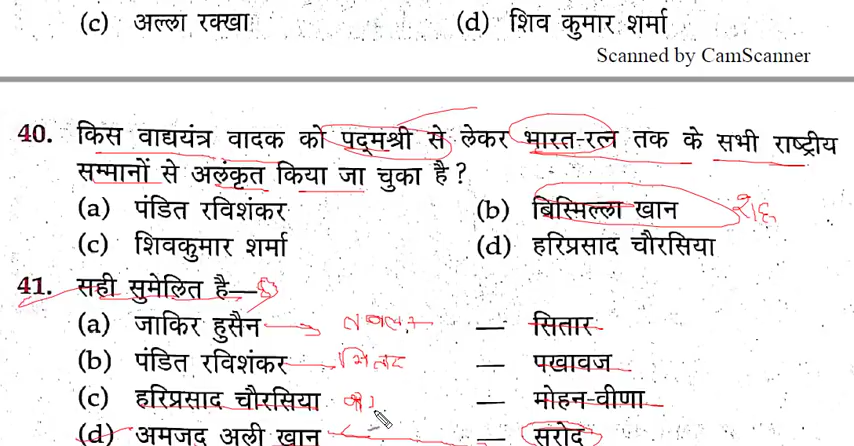 (c) अल्ला रक्खा (d) शिव कुमार शर्मा
Scanned by CamScanner
40. किस वाद्ययंत्र वादक को पद्मश्री से लेकर भारत-रत्न तक के सभी राष्ट्रीय
सम्मानों से अलंकृत किया जा चुका है?
(a) पंडित रविशंकर (b) बिस्मिल्ला खान
(c) शिवकुमार शर्मा (d) हरिप्रसाद चौरसिया
41. सही सुमेलित है—
(a) जाकिर हुसैन तबला — सितार
(b) पंडित रविशंकर सितार — पखावज
(c) हरिप्रसाद चौरसिया — मोहन-वीणा
(d) अमजद अली खान — सरोद